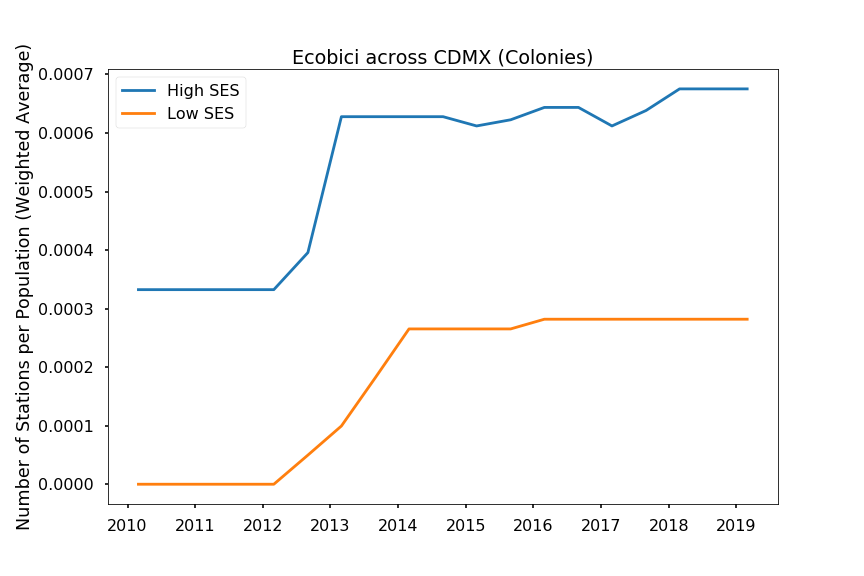 Ecobici across CDMX (Colonies)
Number of Stations per Population (Weighted Average)
0.0007
0.0006
0.0005
0.0004
0.0003
0.0002
0.0001
0.0000
High SES
Low SES
2010 2011 2012 2013 2014 2015 2016 2017 2018 2019